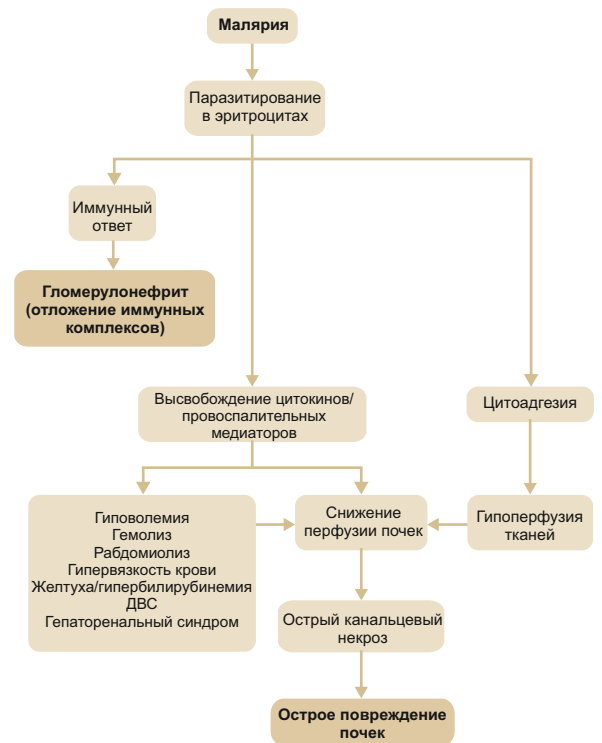 Малярия
Паразитирование
в эритроцитах
Иммунный
ответ
Гломерулонефрит
(отложение иммунных
комплексов)
Высвобождение цитокинов/
провоспалительных
медиаторов
Цитоадгезия
Гиповолемия
Гемолиз
Рабдомиолиз
Гипервязкость крови
Желтуха/гипербилирубинемия
ДВС
Гепаторенальный синдром
Снижение
перфузии почек
Гипоперфузия
тканей
Острый канальцевый
некроз
Острое повреждение
почек